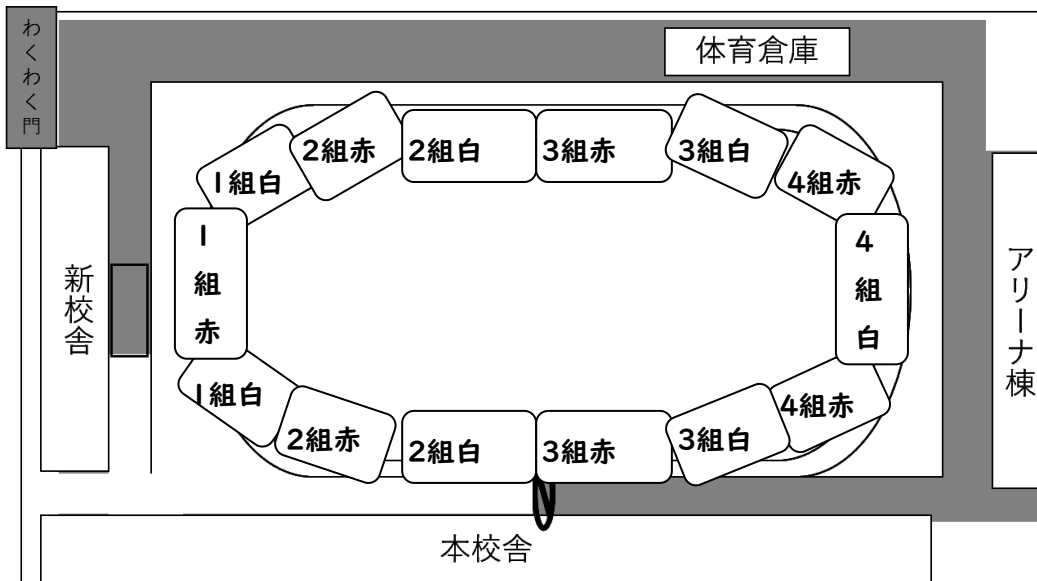 わくわく門
体育倉庫
2組赤
2組白
3組赤
3組白
1組白
4組赤
1組赤
4組白
新校舎
アリーナ棟
1組白
2組赤
2組白
3組赤
3組白
4組赤
本校舎